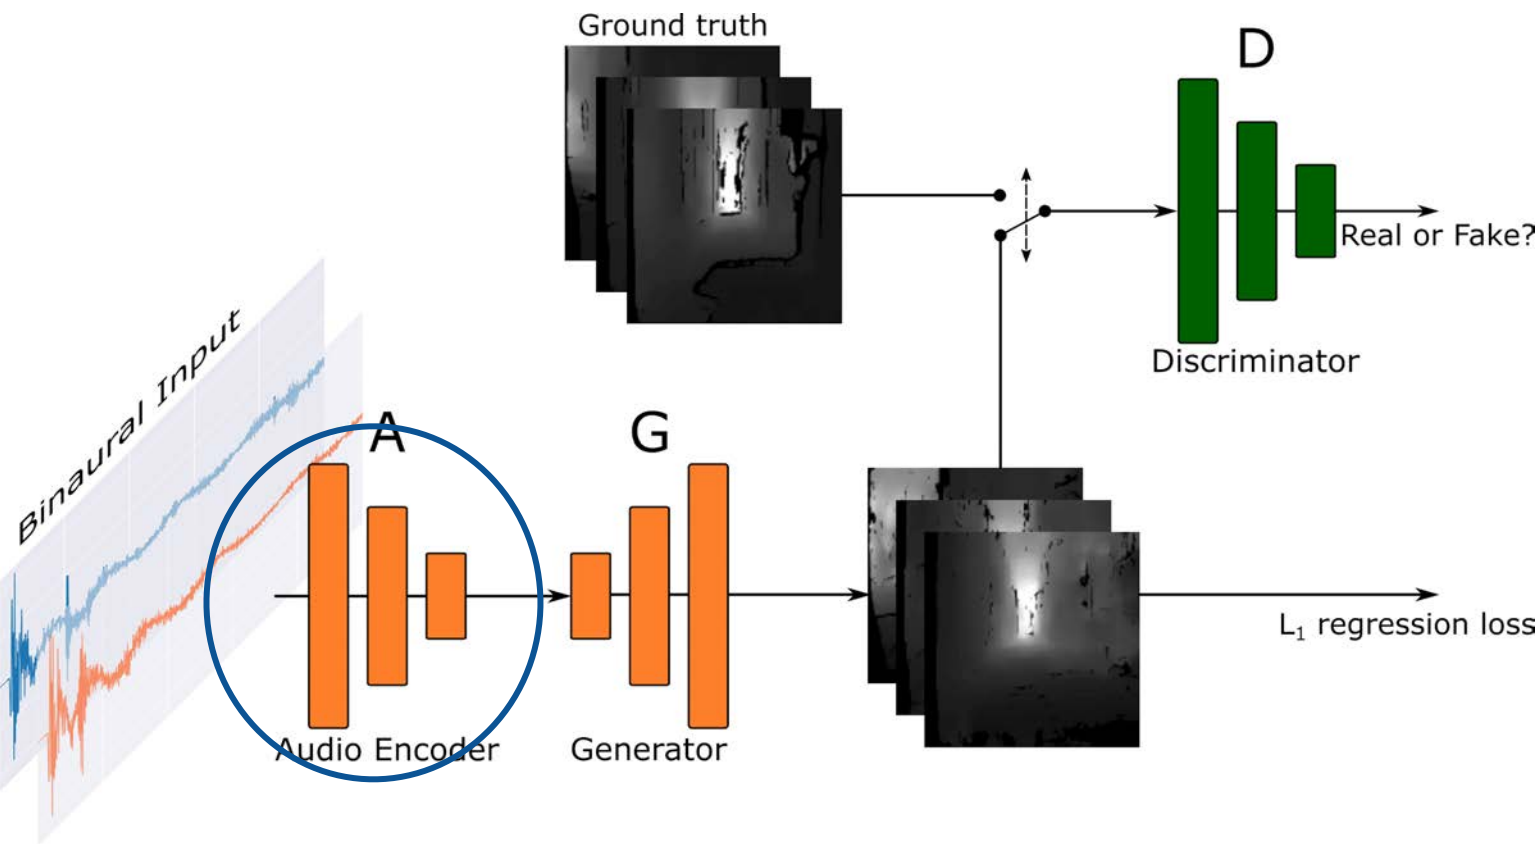 Ground truth
D
Real or Fake?
Discriminator
Binaural Input
A
G
L₁ regression loss
Audio Encoder
Generator